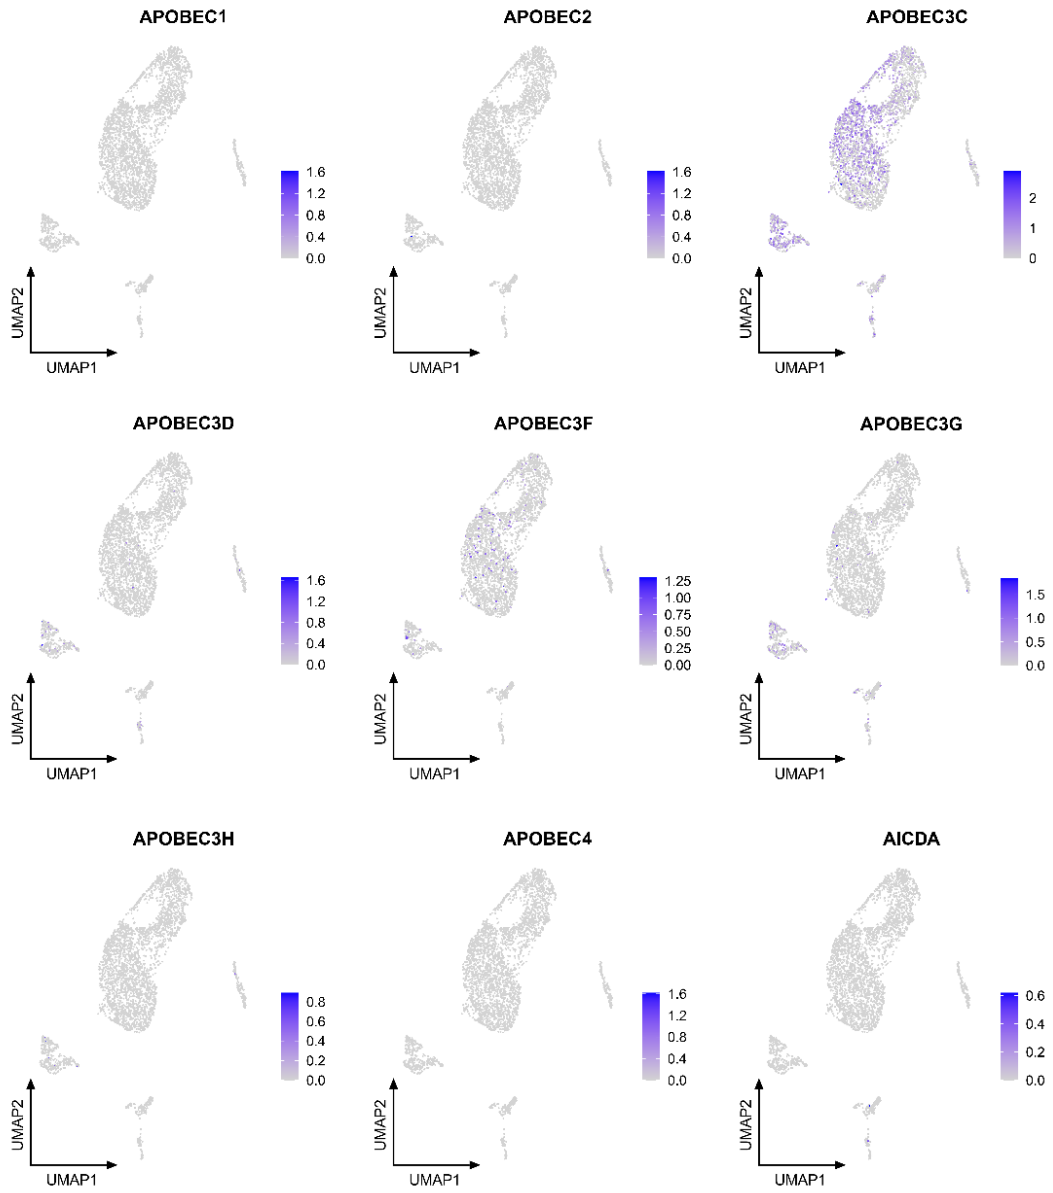 APOBEC1
APOBEC2
APOBEC3C
1.6
1.2
0.8
0.4
0.0
1.6
1.2
0.8
0.4
0.0
2
1
0
UMAP2
UMAP1
UMAP2
UMAP1
UMAP2
UMAP1
APOBEC3D
APOBEC3F
APOBEC3G
1.6
1.2
0.8
0.4
0.0
1.25
1.00
0.75
0.50
0.25
0.00
1.5
1.0
0.5
0.0
UMAP2
UMAP1
UMAP2
UMAP1
UMAP2
UMAP1
APOBEC3H
APOBEC4
AICDA
0.8
0.6
0.4
0.2
0.0
1.6
1.2
0.8
0.4
0.0
0.6
0.4
0.2
0.0
UMAP2
UMAP1
UMAP2
UMAP1
UMAP2
UMAP1